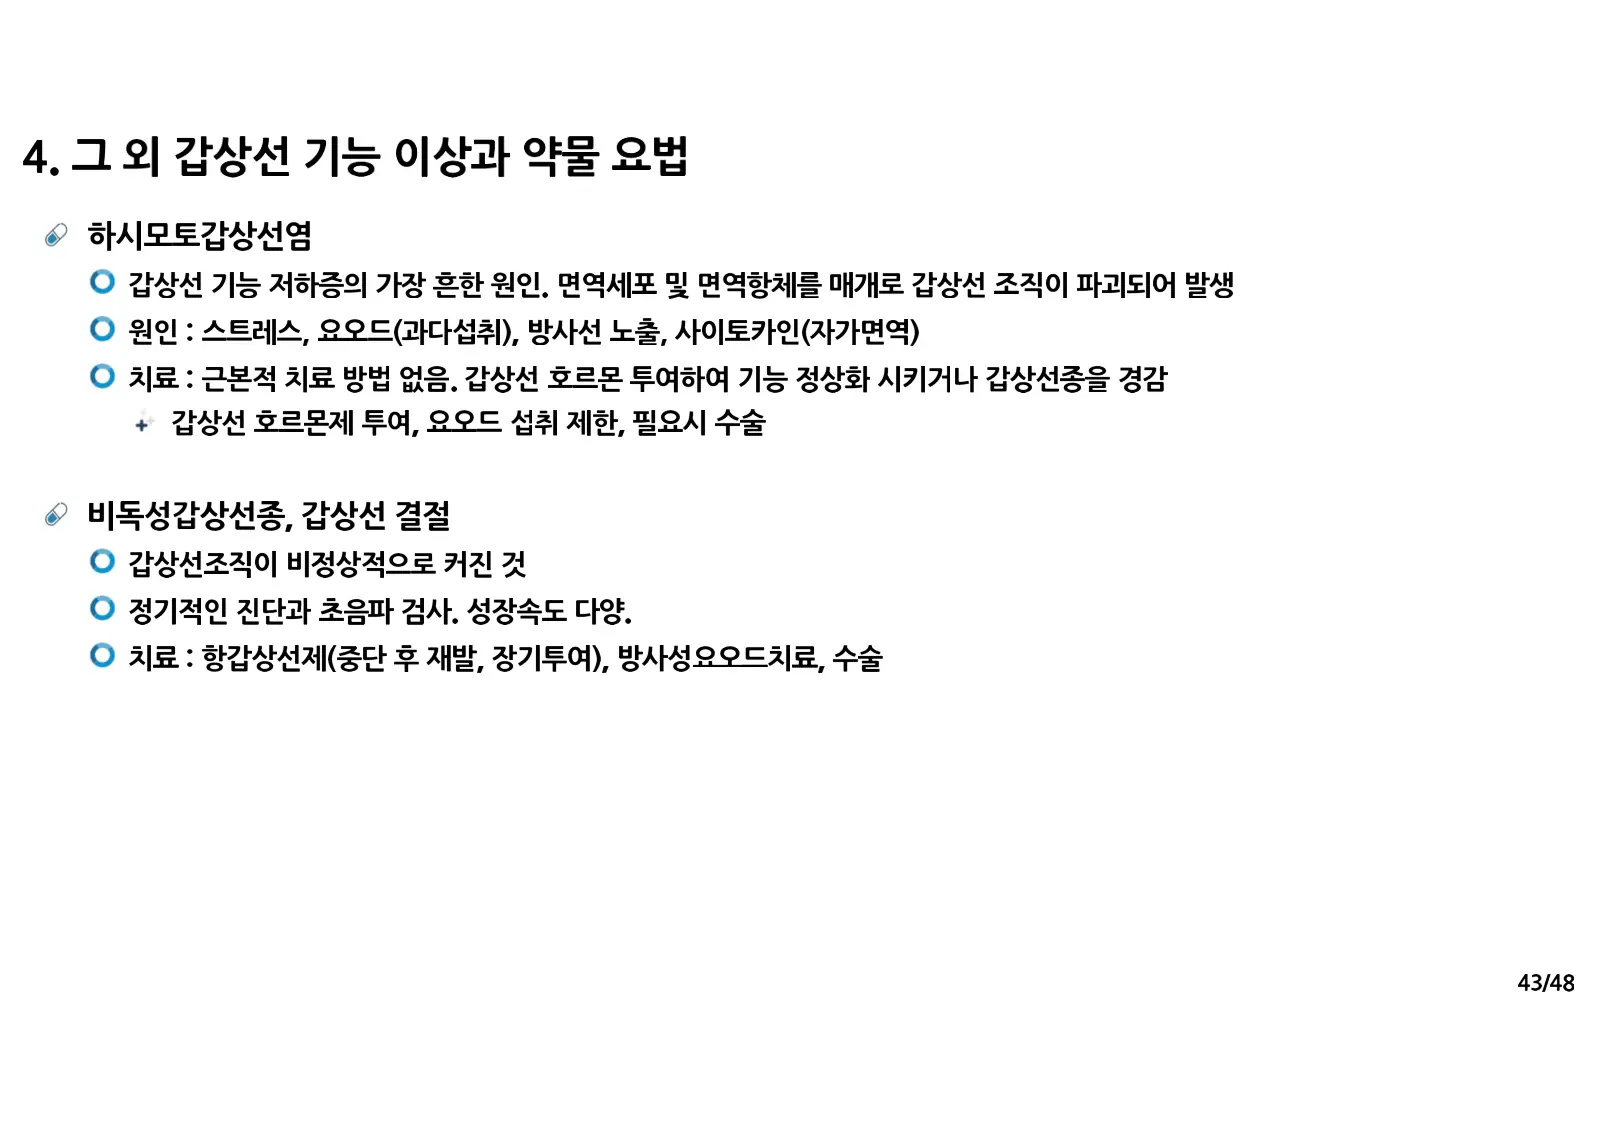 4. 그 외 갑상선 기능 이상과 약물 요법
하시모토갑상선염
갑상선 기능 저하증의 가장 흔한 원인. 면역세포 및 면역항체를 매개로 갑상선 조직이 파괴되어 발생
원인 : 스트레스, 요오드(과다섭취), 방사선 노출, 사이토카인(자가면역)
치료 : 근본적 치료 방법 없음. 갑상선 호르몬 투여하여 기능 정상화 시키거나 갑상선종을 경감
갑상선 호르몬제 투여, 요오드 섭취 제한, 필요시 수술
비독성갑상선종, 갑상선 결절
갑상선조직이 비정상적으로 커진 것
정기적인 진단과 초음파 검사. 성장속도 다양.
치료 : 항갑상선제(중단 후 재발, 장기투여), 방사성요오드치료, 수술
43/48